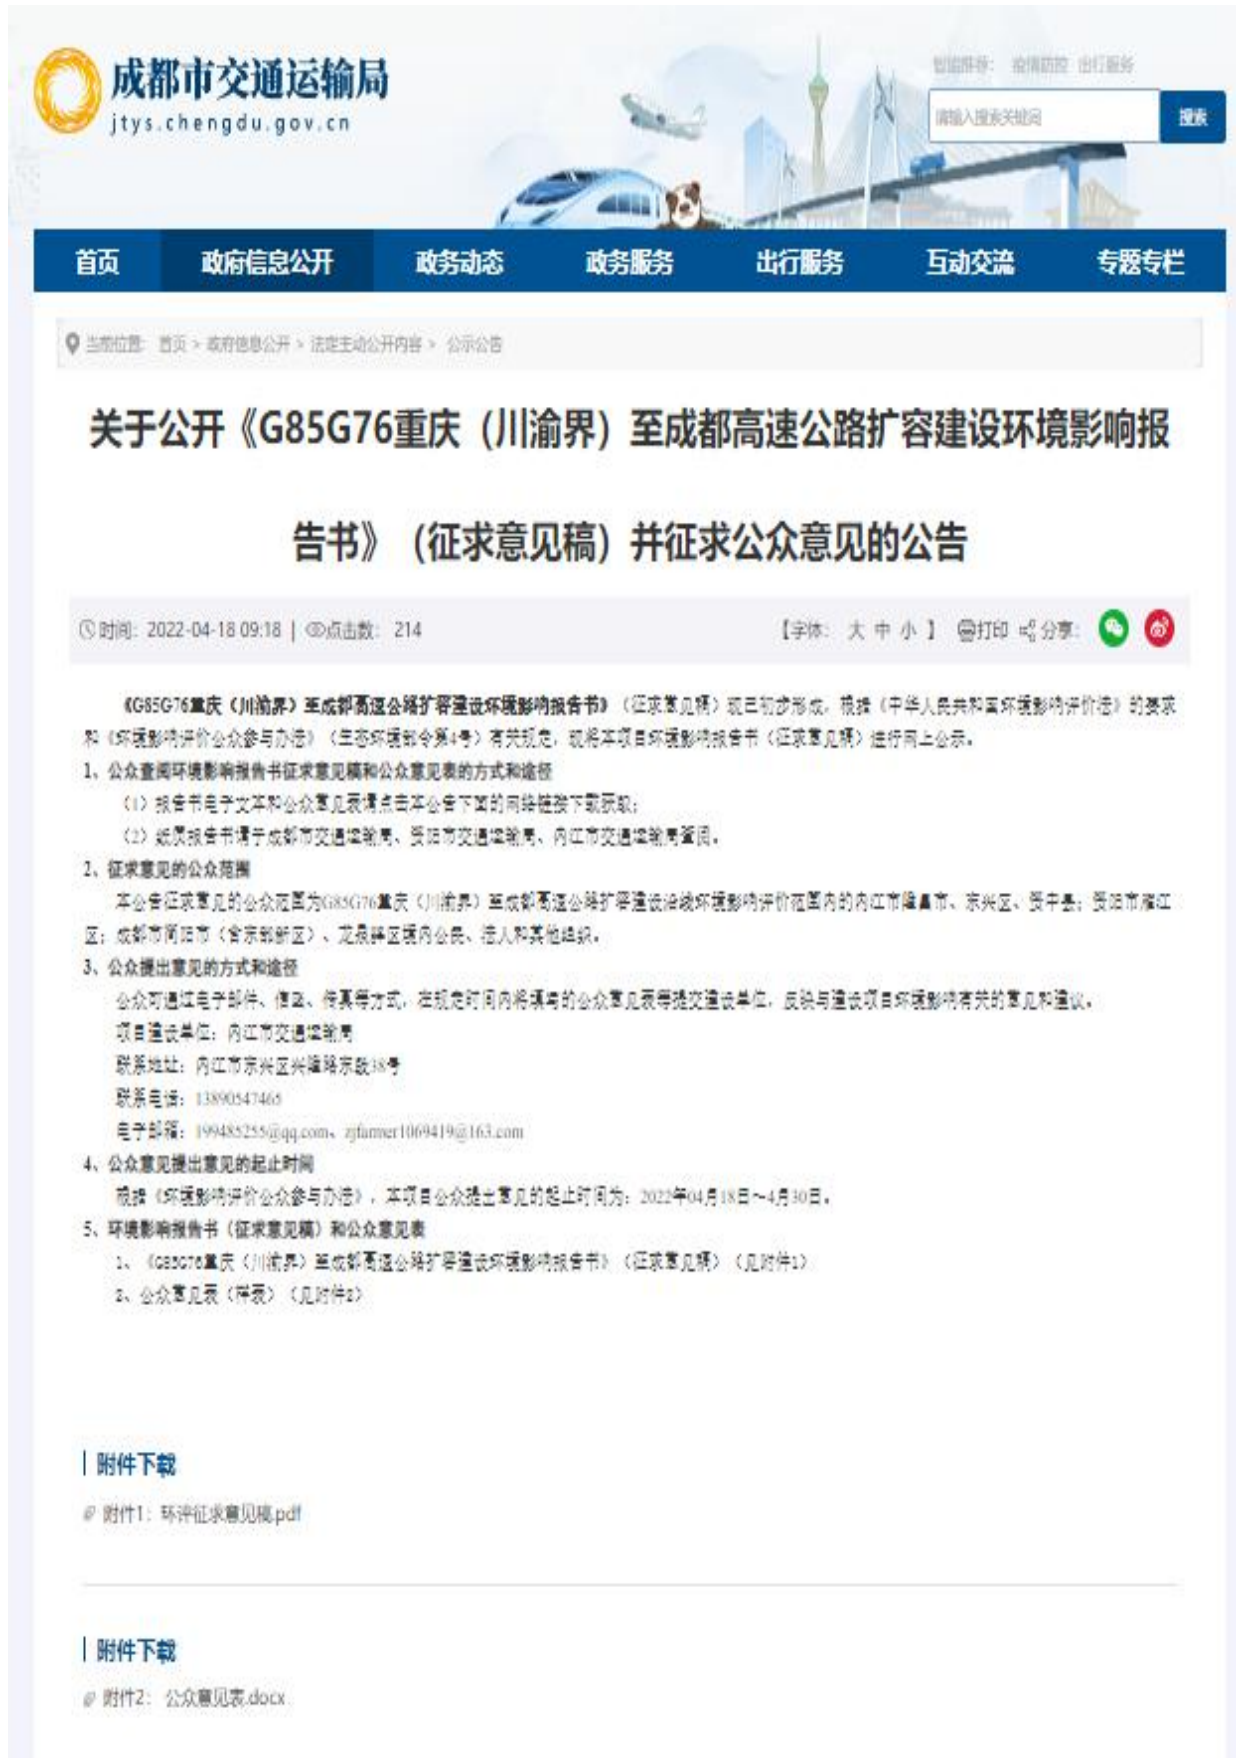 成都市交通运输局
jtys.chengdu.gov.cn
智能推荐： 疫情防控 出行服务
请输入搜索关键词
搜索
首页 政府信息公开 政务动态 政务服务 出行服务 互动交流 专题专栏
当前位置： 首页 > 政府信息公开 > 法定主动公开内容 > 公示公告
关于公开《G85G76重庆（川渝界）至成都高速公路扩容建设环境影响报
告书》（征求意见稿）并征求公众意见的公告
时间：2022-04-18 09:18 | 点击数： 214 【字体： 大 中 小 】 打印 分享：
《G85G76重庆（川渝界）至成都高速公路扩容建设环境影响报告书》（征求意见稿）现已初步形成，根据《中华人民共和国环境影响评价法》的要求
和《环境影响评价公众参与办法》（生态环境部令第4号）有关规定，现将本项目环境影响报告书（征求意见稿）进行网上公示。
1、公众查阅环境影响报告书征求意见稿和公众意见表的方式和途径
（1）报告书电子文本和公众意见表请点击本公告下面的网络链接下载获取；
（2）纸质报告书请于成都市交通运输局、资阳市交通运输局、内江市交通运输局查阅。
2、征求意见的公众范围
本公告征求意见的公众范围为G85G76重庆（川渝界）至成都高速公路扩容建设沿线环境影响评价范围内的内江市隆昌市、东兴区、资中县；资阳市雁江
区；成都市简阳市（含东部新区）、龙泉驿区境内公民、法人和其他组织。
3、公众提出意见的方式和途径
公众可通过电子邮件、信函、传真等方式，在规定时间内将填写的公众意见表等提交建设单位，反映与建设项目环境影响有关的意见和建议。
项目建设单位：内江市交通运输局
联系地址：内江市东兴区兴隆路东段38号
联系电话：13890547465
电子邮箱：199485255@qq.com、zjfarmer1069419@163.com
4、公众意见提出意见的起止时间
根据《环境影响评价公众参与办法》，本项目公众提出意见的起止时间为：2022年04月18日～4月30日。
5、环境影响报告书（征求意见稿）和公众意见表
1、《G85G76重庆（川渝界）至成都高速公路扩容建设环境影响报告书》（征求意见稿）（见附件1）
2、公众意见表（样表）（见附件2）
附件下载
附件1：环评征求意见稿.pdf
附件下载
附件2： 公众意见表.docx